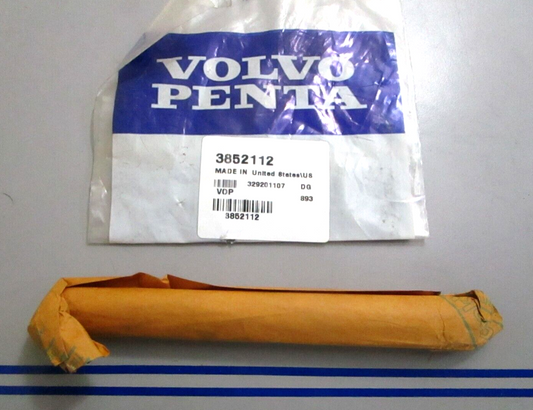 VOLVO
PENTA
3852112
MADE IN United States\US
329201107 DG
VOP 893
3852112